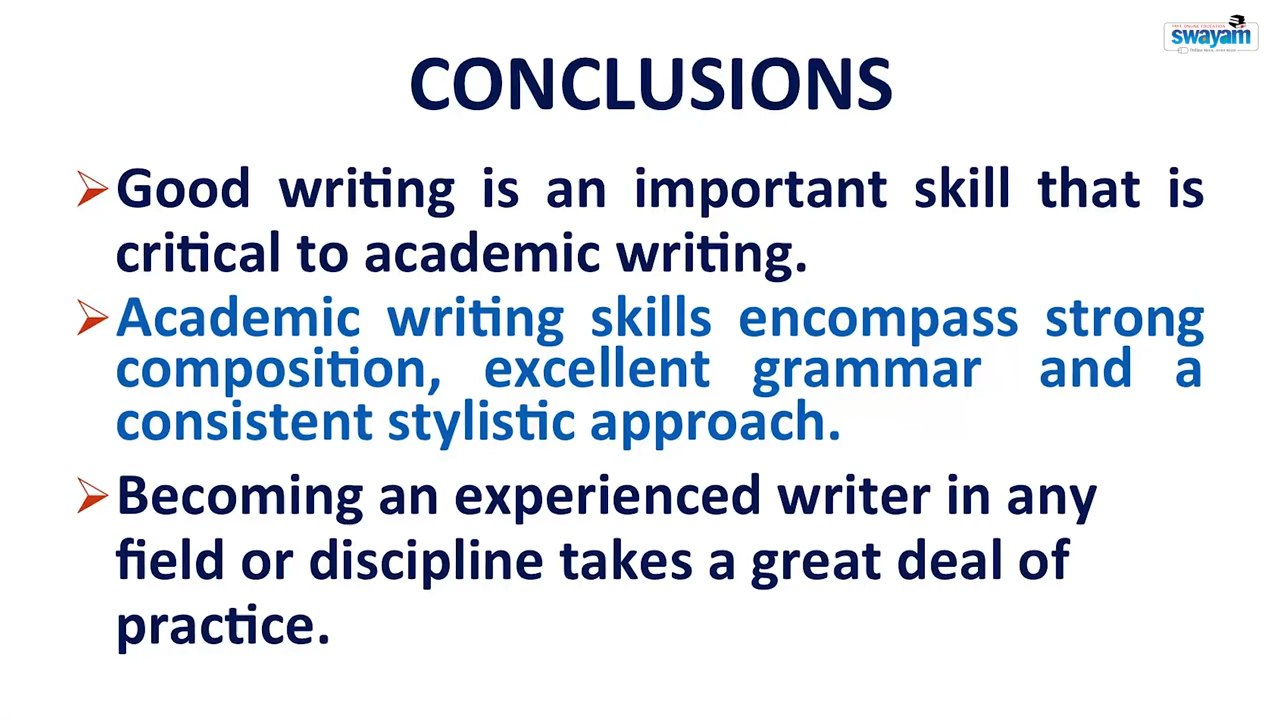 swayam
CONCLUSIONS
Good writing is an important skill that is
critical to academic writing.
Academic writing skills encompass strong
composition, excellent grammar and a
consistent stylistic approach.
Becoming an experienced writer in any
field or discipline takes a great deal of
practice.